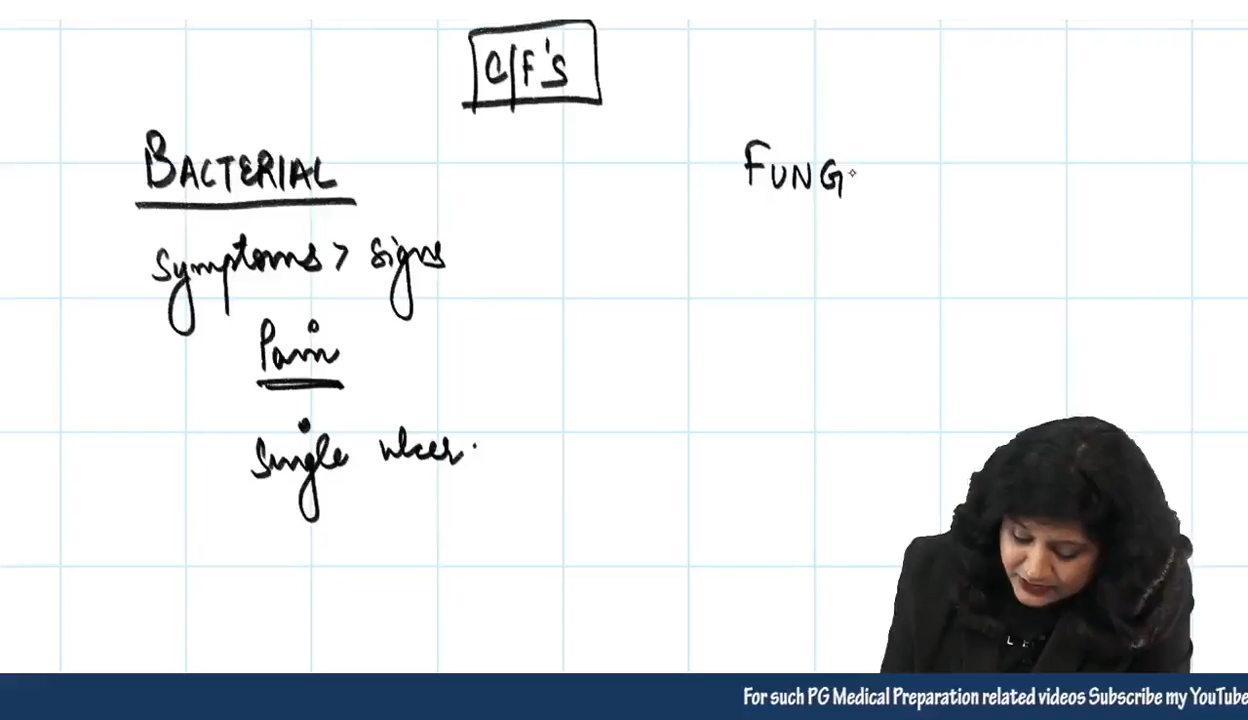 C/F's
BACTERIAL
Symptoms > Signs
Pain
Single ulcer.
FUNG
For such PG Medical Preparation related videos Subscribe my YouTube